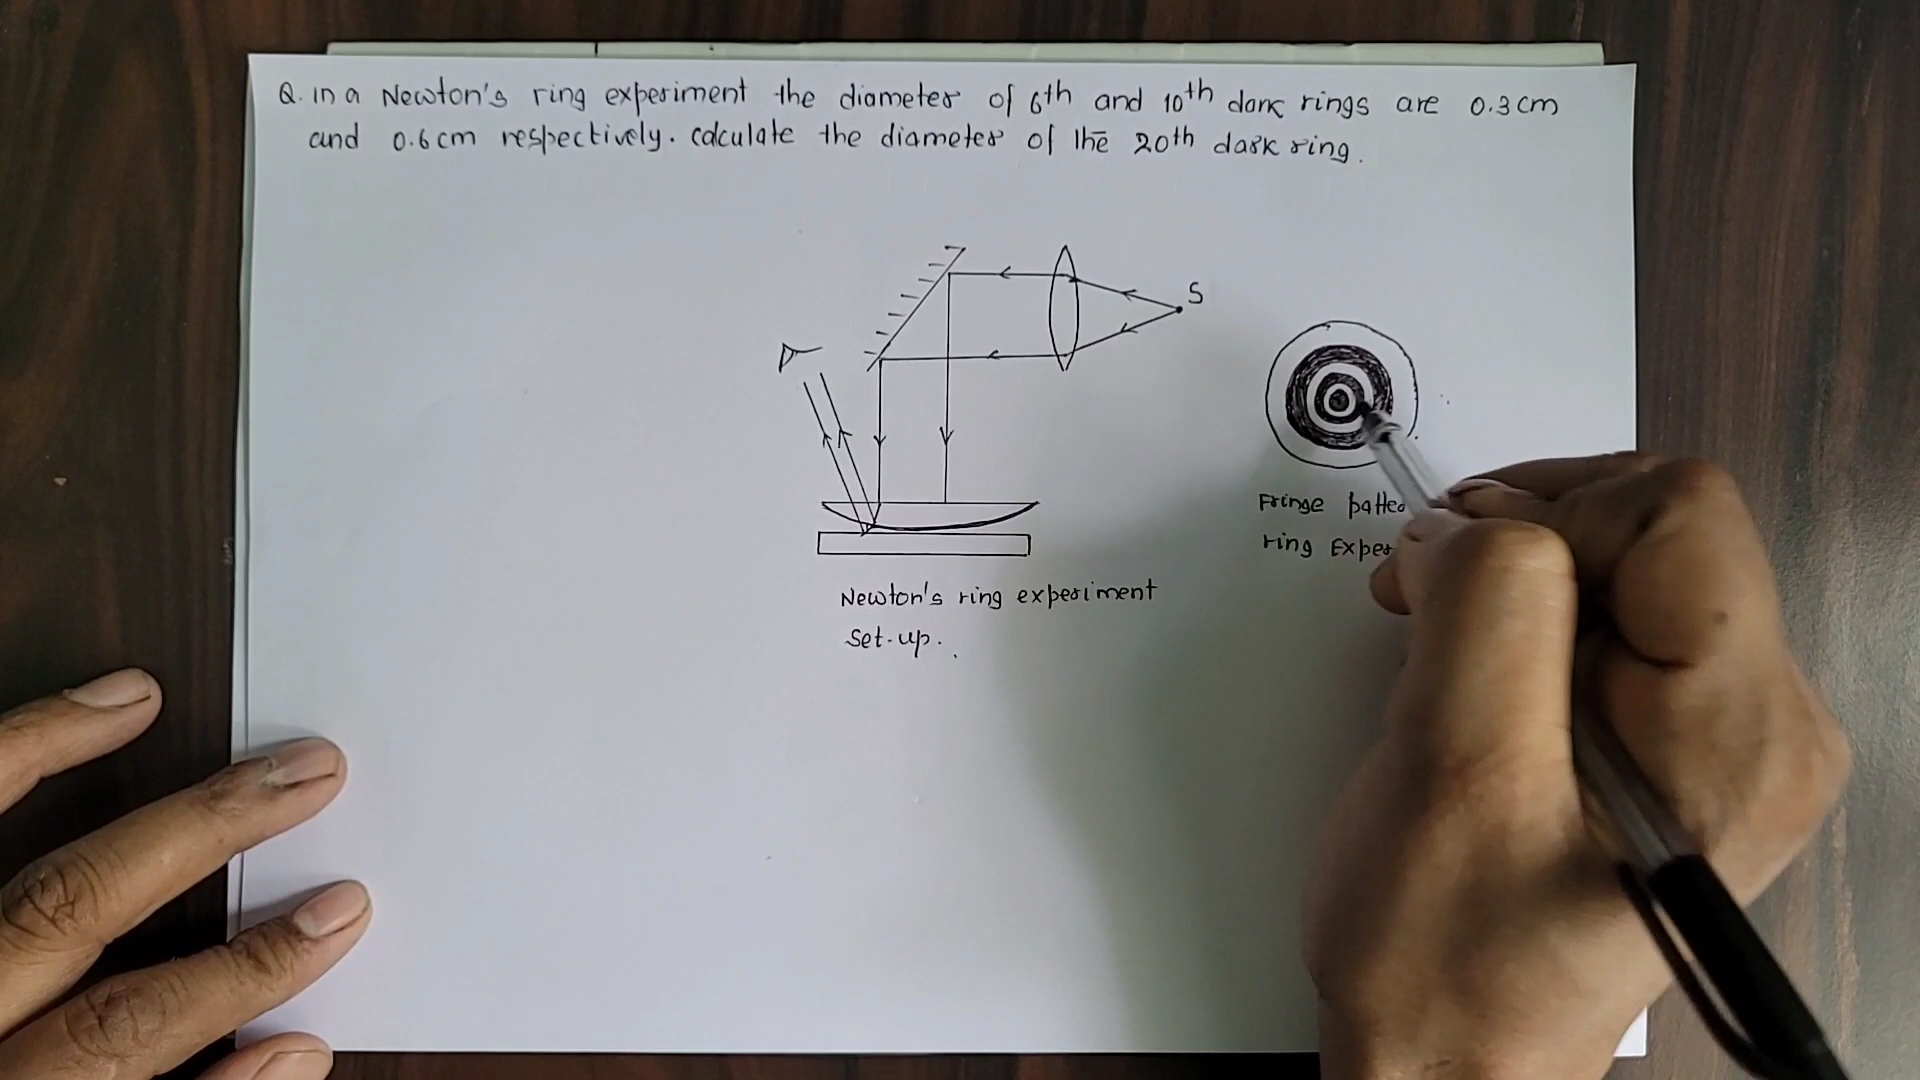 Q. in a Newton's ring experiment the diameter of 6th and 10th dark rings are 0.3cm
and 0.6cm respectively. calculate the diameter of the 20th dark ring.
S
Fringe
ring
Newton's ring experiment
set-up.